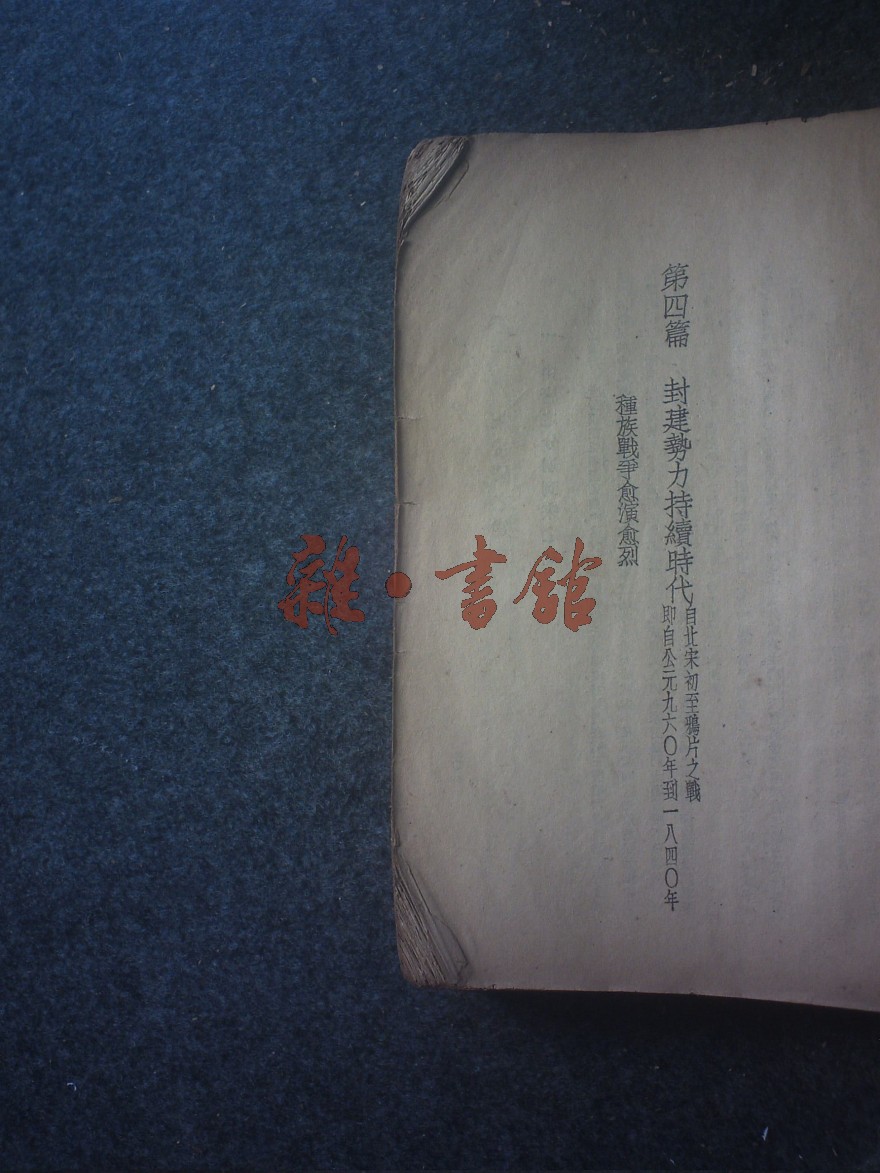 第四篇 封建勢力持續時代
自北宋初至鴉片之戰
即自公元九六〇年到一八四〇年
種族戰爭愈演愈烈
雜·書館